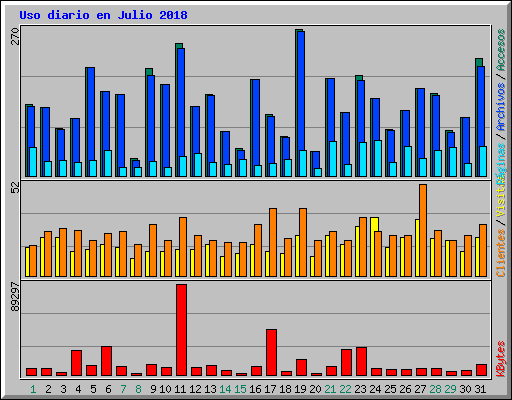 Uso diario en Julio 2018
270
52
89297
Accesos / Archivos / Páginas
Clientes / Visitas
KBytes
1 2 3 4 5 6 7 8 9 10 11 12 13 14 15 16 17 18 19 20 21 22 23 24 25 26 27 28 29 30 31